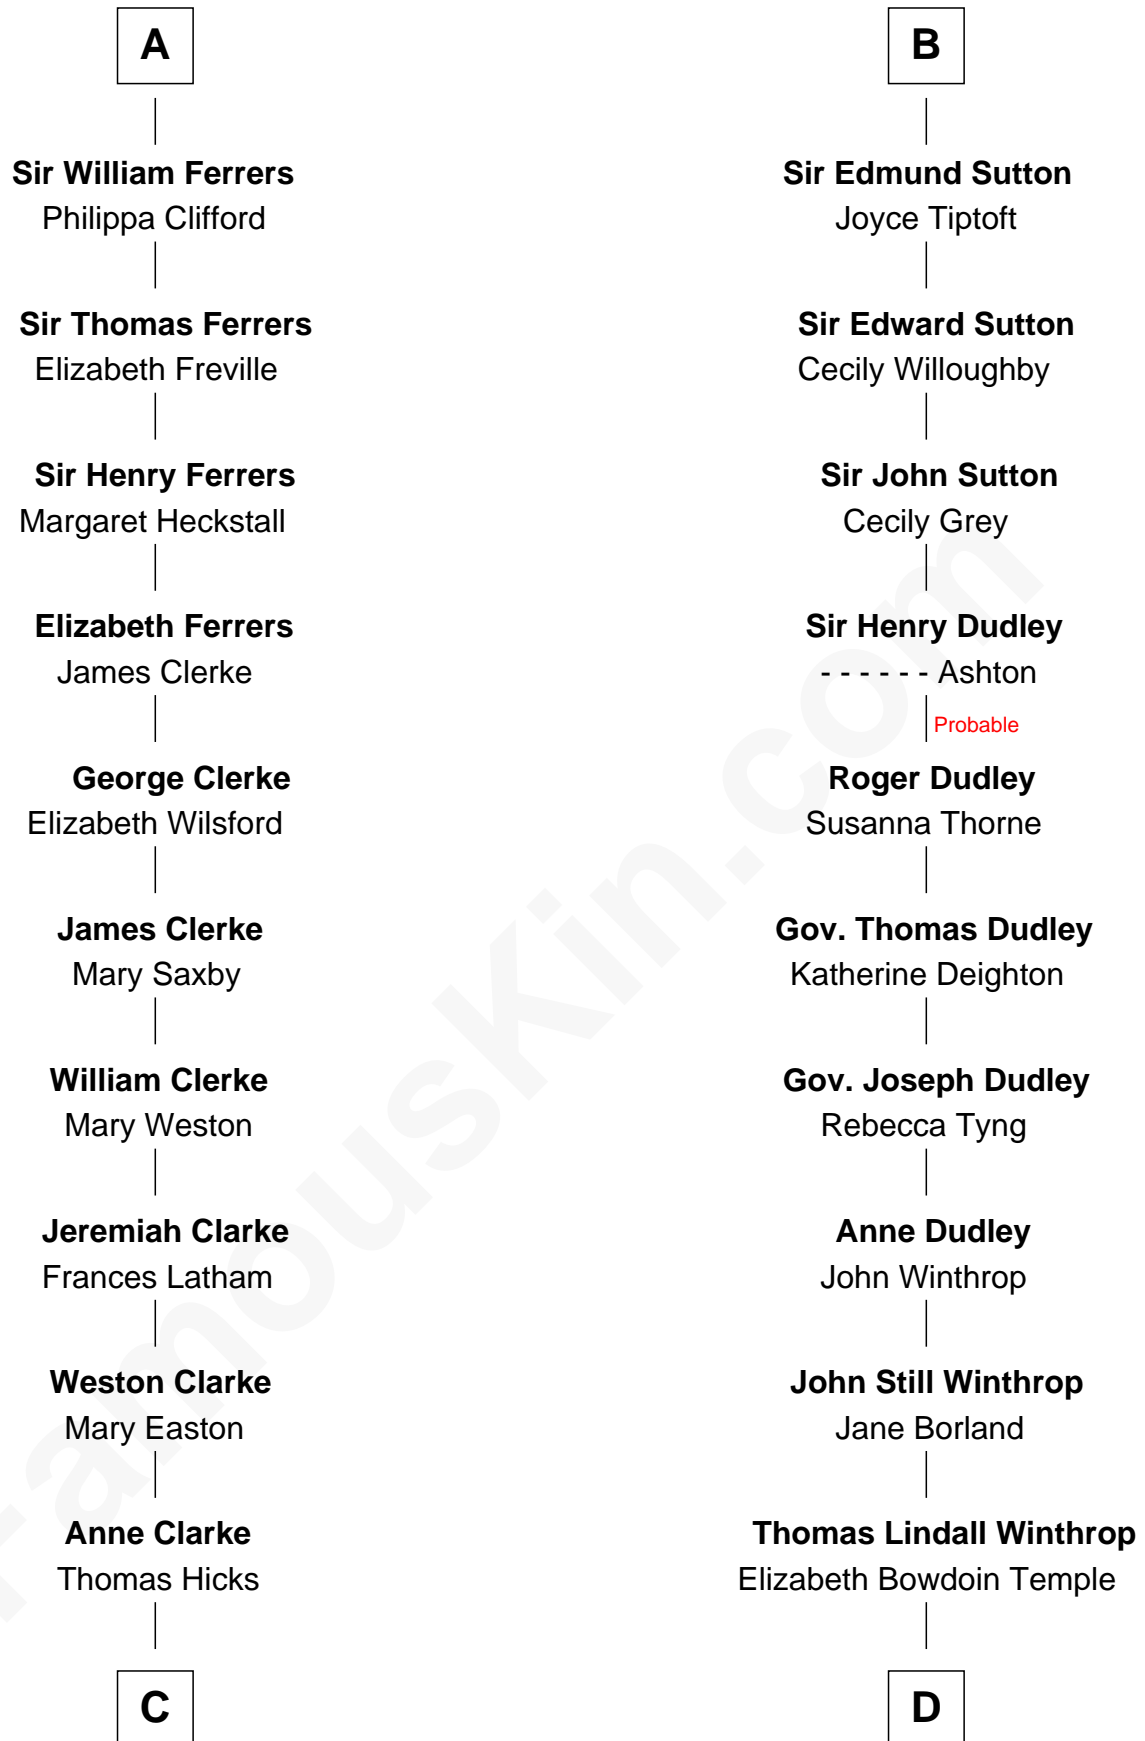 A
Sir William Ferrers
Philippa Clifford
Sir Thomas Ferrers
Elizabeth Freville
Sir Henry Ferrers
Margaret Heckstall
Elizabeth Ferrers
James Clerke
George Clerke
Elizabeth Wilsford
James Clerke
Mary Saxby
William Clerke
Mary Weston
Jeremiah Clarke
Frances Latham
Weston Clarke
Mary Easton
Anne Clarke
Thomas Hicks
C
B
Sir Edmund Sutton
Joyce Tiptoft
Sir Edward Sutton
Cecily Willoughby
Sir John Sutton
Cecily Grey
Sir Henry Dudley
- - - - - - Ashton
Probable
Roger Dudley
Susanna Thorne
Gov. Thomas Dudley
Katherine Deighton
Gov. Joseph Dudley
Rebecca Tyng
Anne Dudley
John Winthrop
John Still Winthrop
Jane Borland
Thomas Lindall Winthrop
Elizabeth Bowdoin Temple
D
FamousKin.com